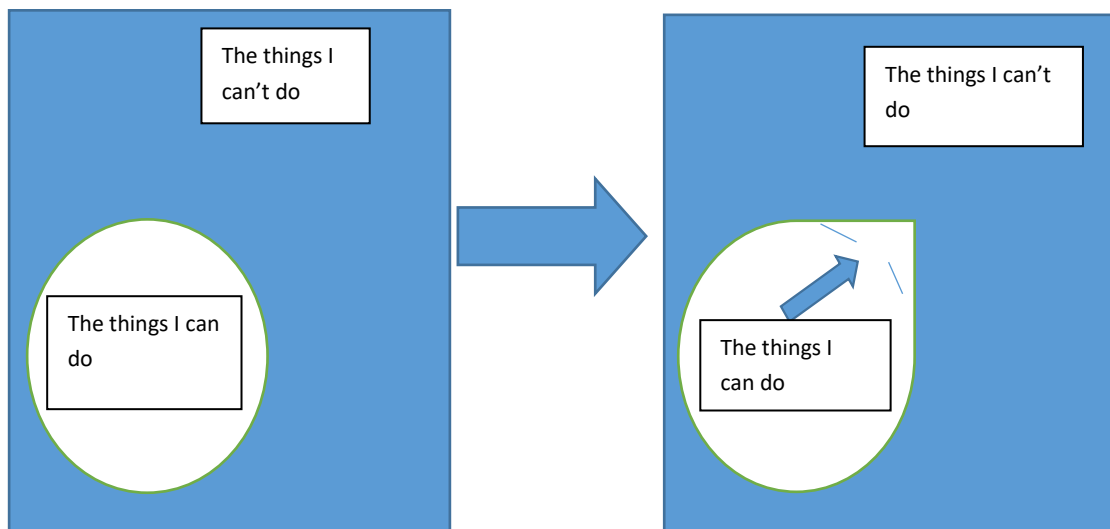 The things I
can't do
The things I can
do
The things I can’t
do
The things I
can do